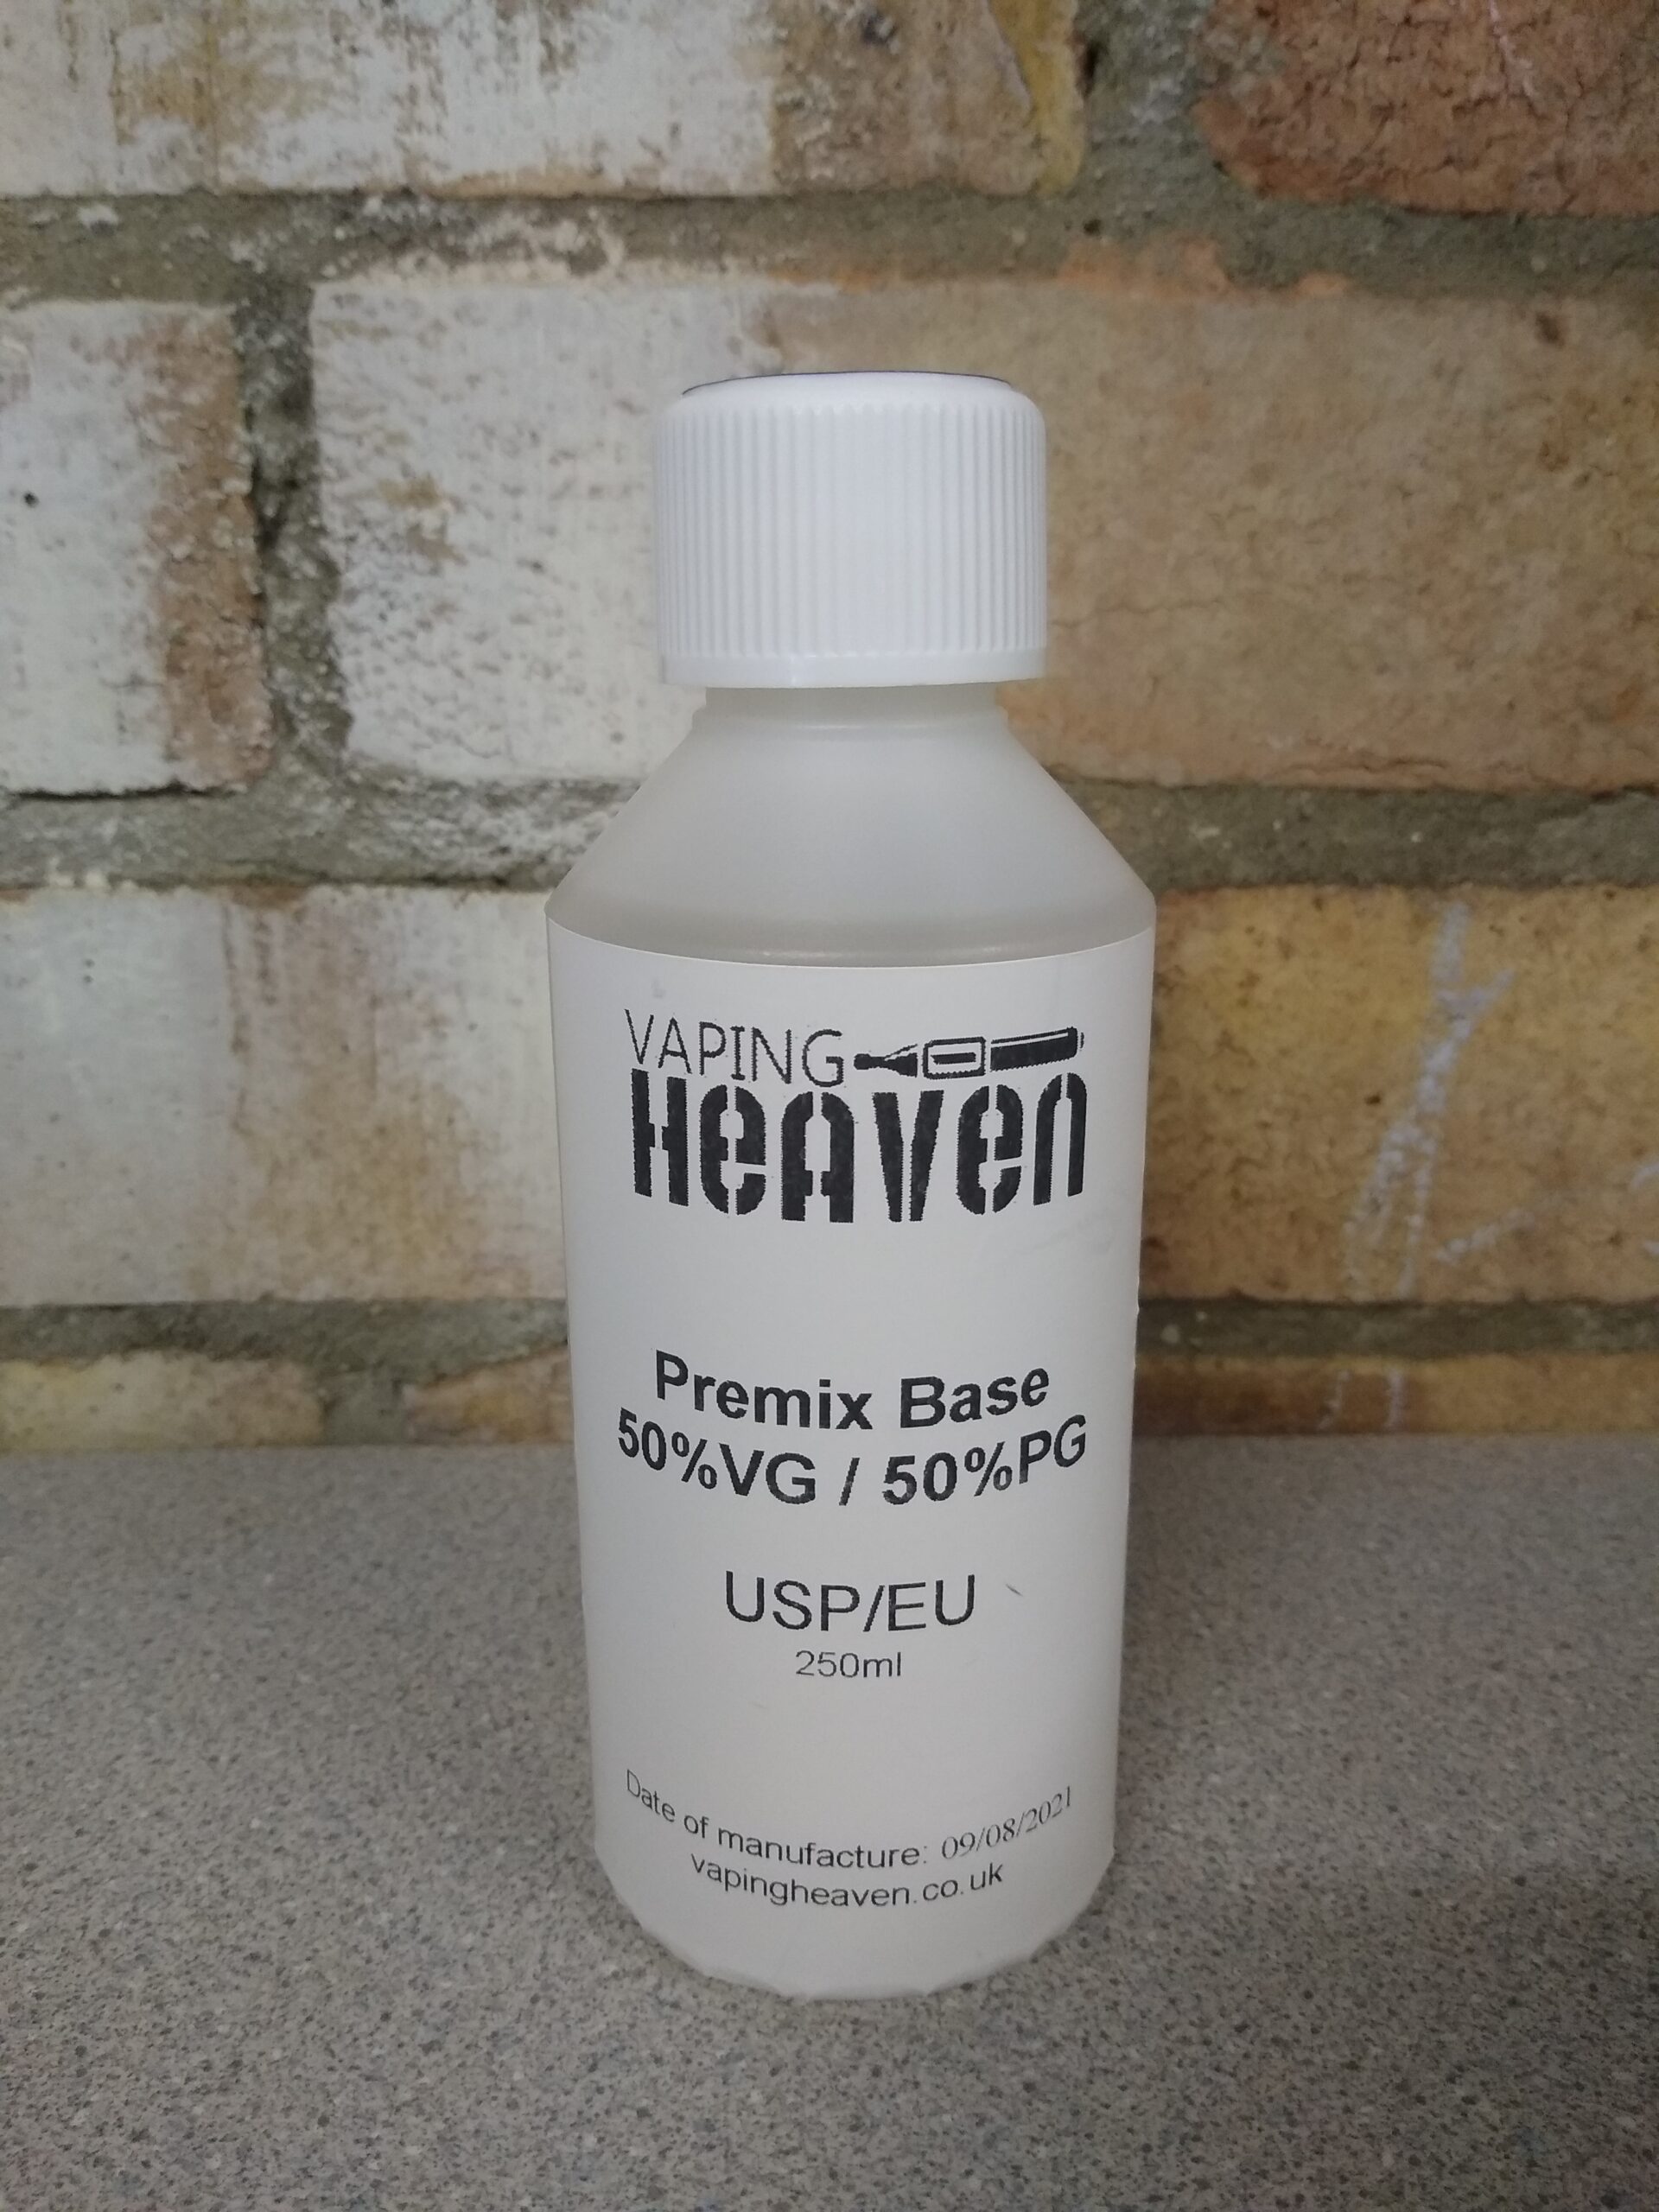 VAPING
HEAVEN
Premix Base
50%VG / 50%PG
USP/EU
250ml
Date of manufacture: 09/08/2021
vapingheaven.co.uk